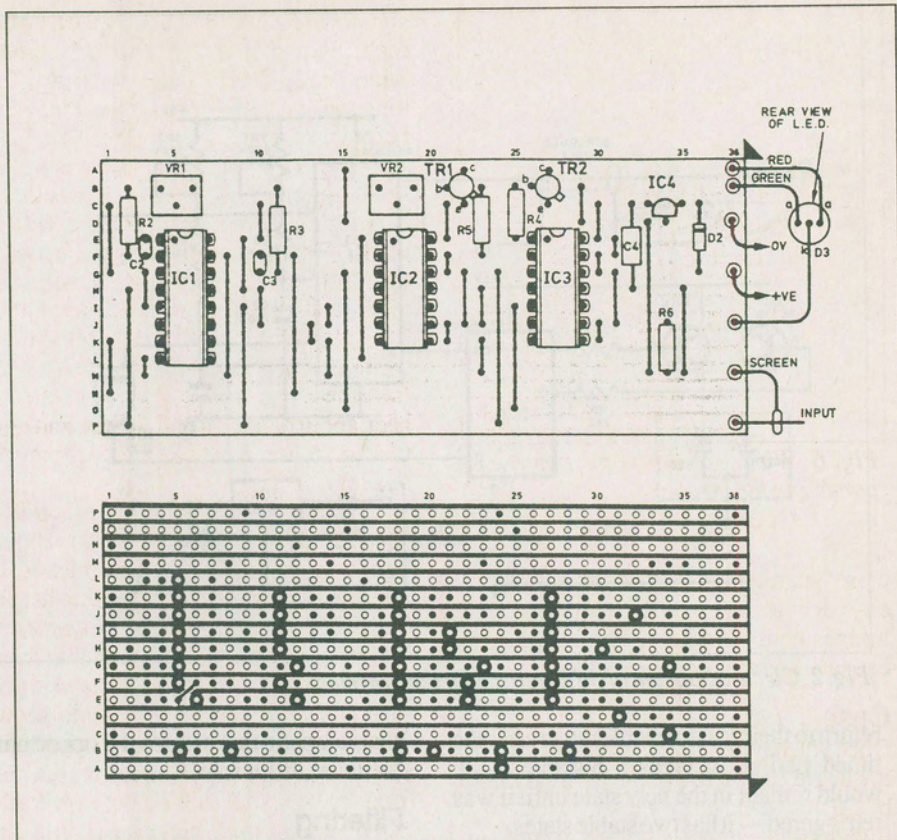 REAR VIEW
OF L.E.D.
1 5 10 15 20 25 30 35 36
A
B
C
D
E
F
G
H
I
J
K
L
M
N
O
P
VR1
VR2
TR1
TR2
IC4
c
b
e
c
b
e
R2
R3
R5
R4
C4
D2
C2
C3
IC1
IC2
IC3
R6
RED
GREEN
a
a
k
D3
0V
+VE
SCREEN
INPUT
1 5 10 15 20 25 30 35 36
P
O
N
M
L
K
J
I
H
G
F
E
D
C
B
A